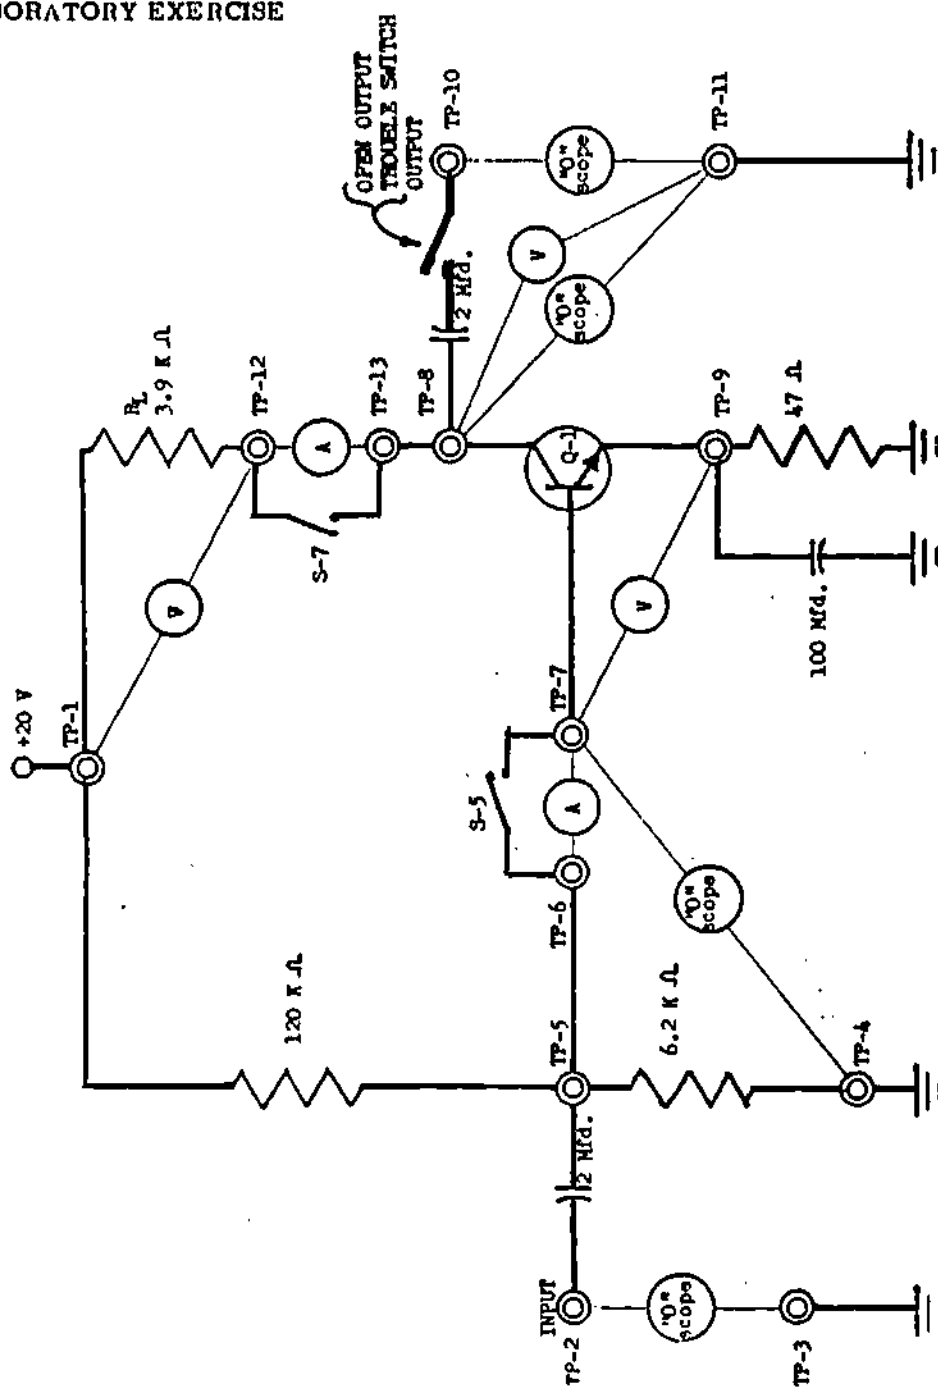 ORATORY EXERCISE
OPEN OUTPUT
TROUBLE SWITCH
OUTPUT
TP-10
TP-11
"O"
scope
V
"O"
scope
2 Mfd.
RL
3.9 K Ω
TP-12
A
TP-13
TP-8
S-7
Q-1
TP-9
47 Ω
100 Mfd.
+20 V
TP-1
V
V
TP-7
S-5
A
TP-6
"O"
scope
120 K Ω
TP-5
6.2 K Ω
TP-4
2 Mfd.
INPUT
TP-2
"O"
scope
TP-3